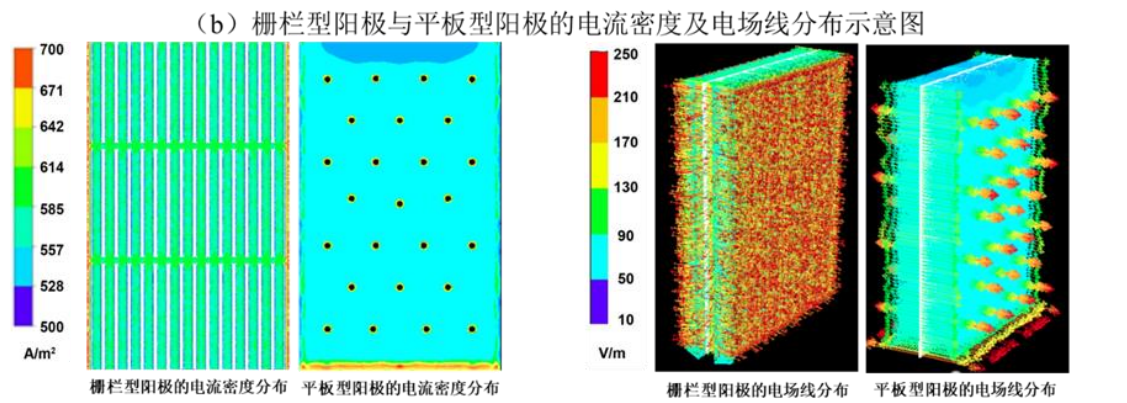 (b) 栅栏型阳极与平板型阳极的电流密度及电场线分布示意图
700
671
642
614
585
557
528
500
A/m²
250
210
170
130
90
50
10
V/m
栅栏型阳极的电流密度分布
平板型阳极的电流密度分布
栅栏型阳极的电场线分布
平板型阳极的电场线分布